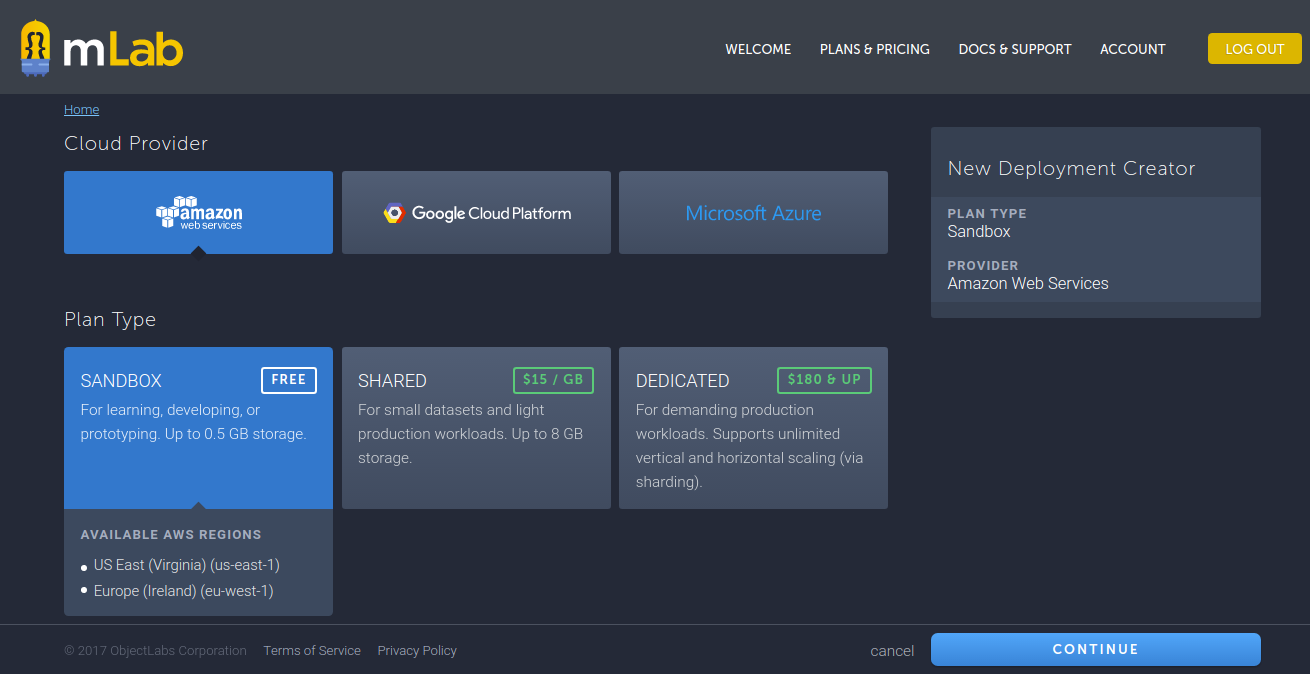 mLab
WELCOME
PLANS & PRICING
DOCS & SUPPORT
ACCOUNT
LOG OUT
Home
Cloud Provider
amazon
web services
Google Cloud Platform
Microsoft Azure
Plan Type
SANDBOX
FREE
For learning, developing, or
prototyping. Up to 0.5 GB storage.
AVAILABLE AWS REGIONS
US East (Virginia) (us-east-1)
Europe (Ireland) (eu-west-1)
SHARED
$15 / GB
For small datasets and light
production workloads. Up to 8 GB
storage.
DEDICATED
$180 & UP
For demanding production
workloads. Supports unlimited
vertical and horizontal scaling (via
sharding).
New Deployment Creator
PLAN TYPE
Sandbox
PROVIDER
Amazon Web Services
© 2017 ObjectLabs Corporation
Terms of Service
Privacy Policy
cancel
CONTINUE